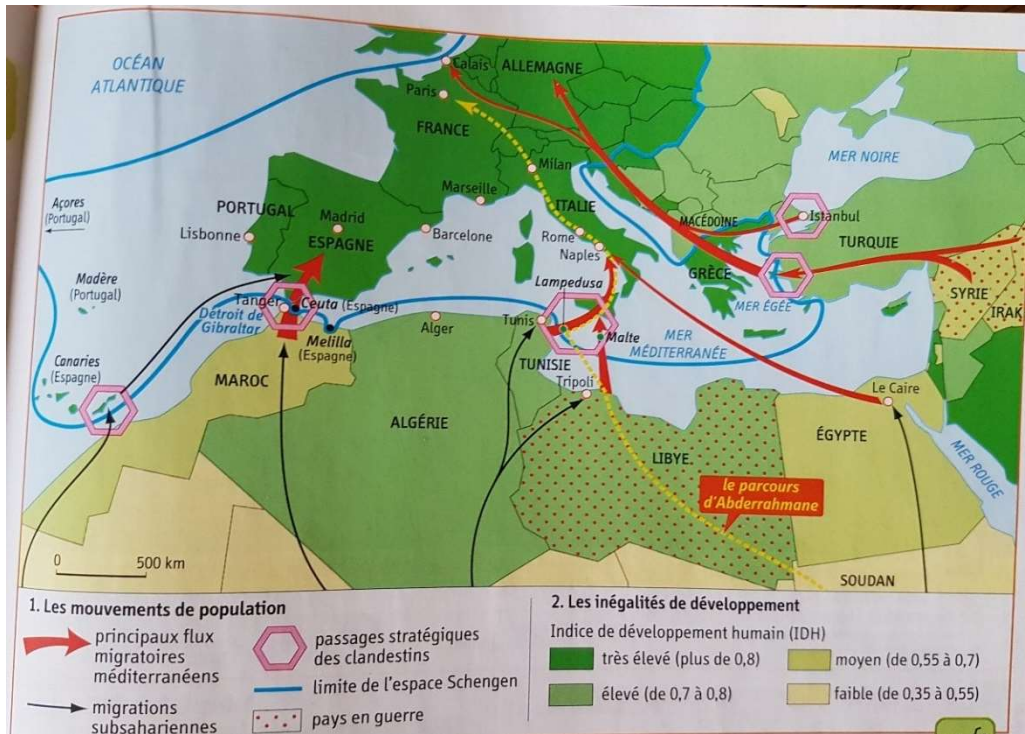 OCÉAN
ATLANTIQUE
Calais
ALLEMAGNE
Paris
FRANCE
Milan
MER NOIRE
Açores
(Portugal)
PORTUGAL
Madrid
Marseille
ITALIE
MACÉDOINE
Istanbul
Lisbonne
ESPAGNE
Barcelone
Rome
Naples
TURQUIE
GRÈCE
Madère
(Portugal)
Lampedusa
MER ÉGÉE
SYRIE
IRAK
Tanger
Ceuta (Espagne)
Détroit de
Gibraltar
Melilla
(Espagne)
Alger
Tunis
Malte
MER
MÉDITERRANÉE
Canaries
(Espagne)
MAROC
TUNISIE
Tripoli
Le Caire
ALGÉRIE
LIBYE
ÉGYPTE
MER ROUGE
le parcours
d'Abderrahmane
SOUDAN
0 500 km
1. Les mouvements de population
principaux flux
migratoires
méditerranéens
migrations
subsahariennes
passages stratégiques
des clandestins
limite de l'espace Schengen
pays en guerre
2. Les inégalités de développement
Indice de développement humain (IDH)
très élevé (plus de 0,8)
élevé (de 0,7 à 0,8)
moyen (de 0,55 à 0,7)
faible (de 0,35 à 0,55)